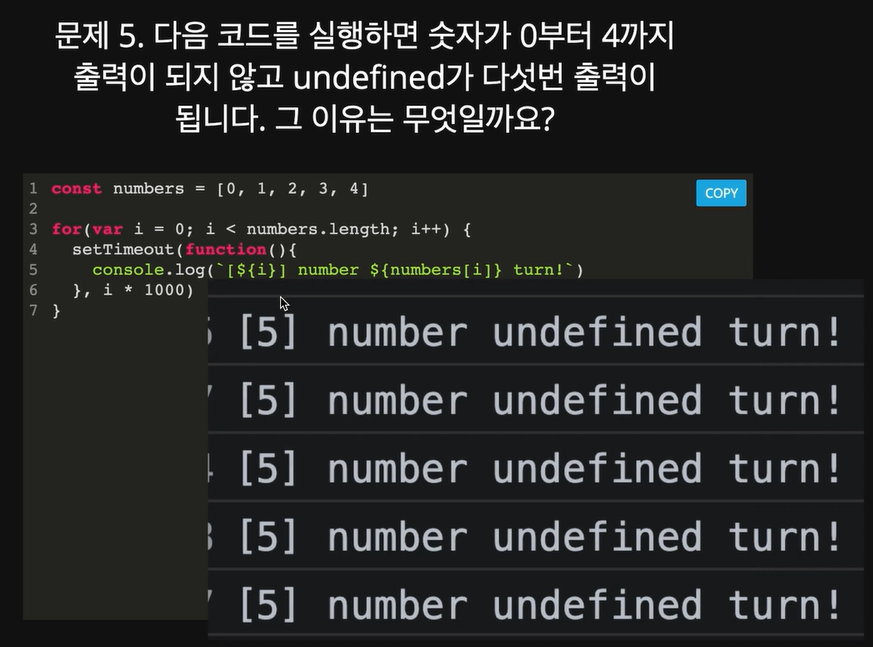 문제 5. 다음 코드를 실행하면 숫자가 0부터 4까지
출력이 되지 않고 undefined가 다섯번 출력이
됩니다. 그 이유는 무엇일까요?
COPY
1 const numbers = [0, 1, 2, 3, 4]
2
3 for(var i = 0; i < numbers.length; i++) {
4   setTimeout(function(){
5     console.log(`[${i}] number ${numbers[i]} turn!`)
6   }, i * 1000)
7 }
[5] number undefined turn!
[5] number undefined turn!
[5] number undefined turn!
[5] number undefined turn!
[5] number undefined turn!